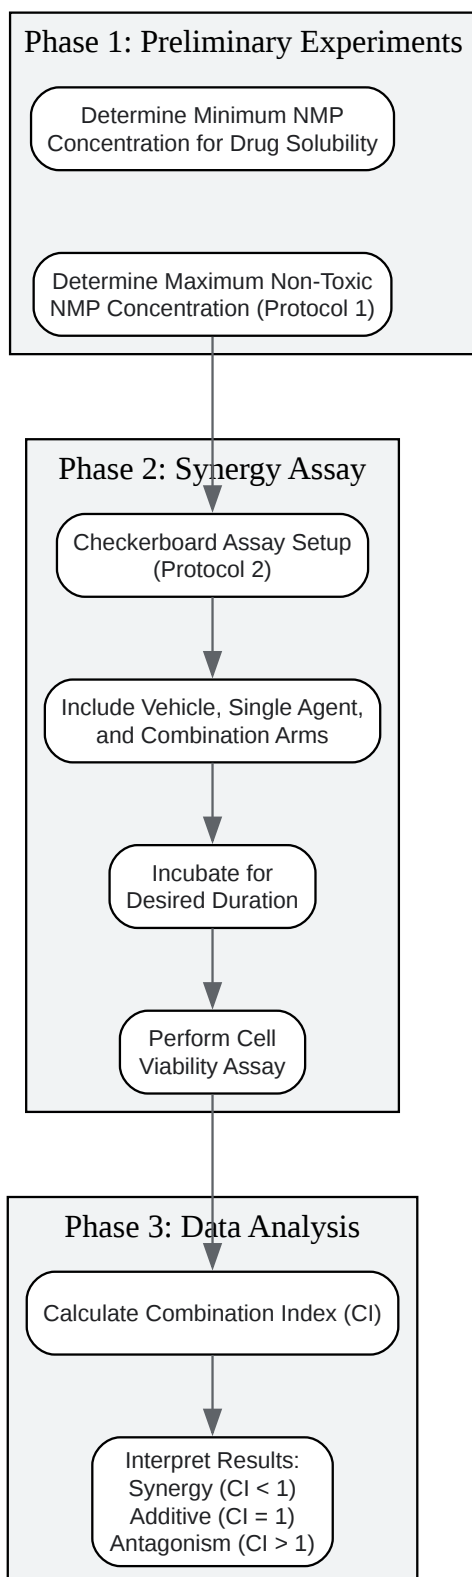 Phase 1: Preliminary Experiments
Determine Minimum NMP
Concentration for Drug Solubility
Determine Maximum Non-Toxic
NMP Concentration (Protocol 1)
Phase 2: Synergy Assay
Checkerboard Assay Setup
(Protocol 2)
Include Vehicle, Single Agent,
and Combination Arms
Incubate for
Desired Duration
Perform Cell
Viability Assay
Phase 3: Data Analysis
Calculate Combination Index (CI)
Interpret Results:
Synergy (CI < 1)
Additive (CI = 1)
Antagonism (CI > 1)